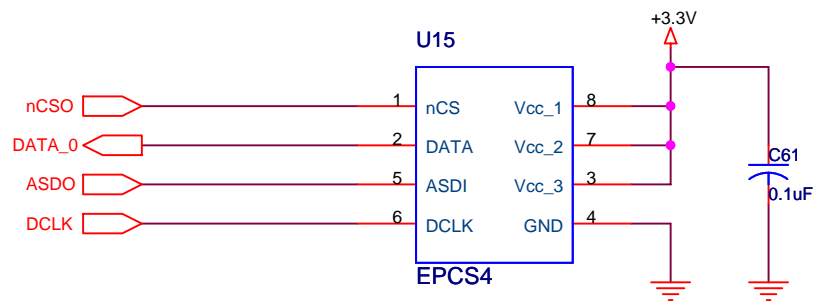 +3.3V
U15
nCSO 1 nCS Vcc_1 8
DATA_0 2 DATA Vcc_2 7
C61
ASDO 5 ASDI Vcc_3 3
0.1uF
DCLK 6 DCLK GND 4
EPCS4